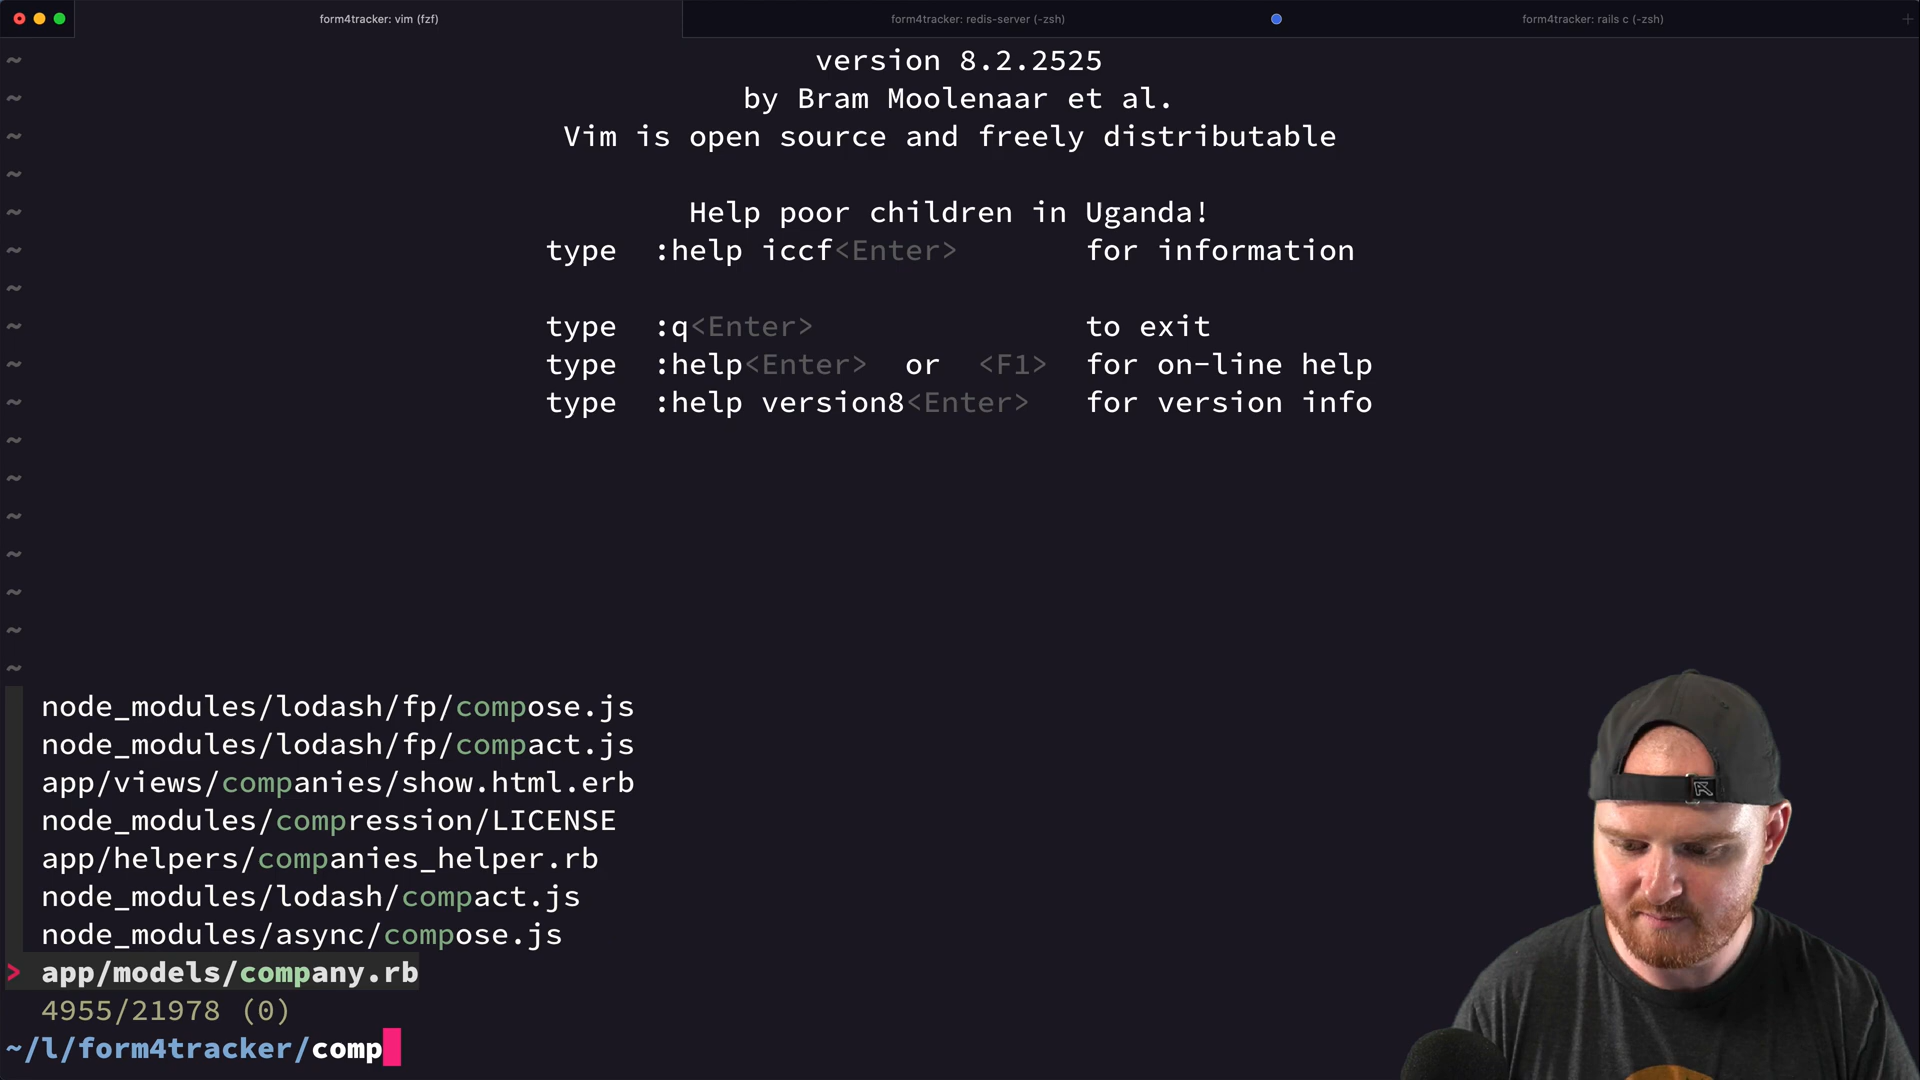 form4tracker: vim (fzf)
form4tracker: redis-server (-zsh)
form4tracker: rails c (-zsh)
~ version 8.2.2525
~ by Bram Moolenaar et al.
~ Vim is open source and freely distributable
~
~ Help poor children in Uganda!
~ type :help iccf<Enter> for information
~
~ type :q<Enter> to exit
~ type :help<Enter> or <F1> for on-line help
~ type :help version8<Enter> for version info
~
~
~
~
~
~
~
node_modules/lodash/fp/compose.js
node_modules/lodash/fp/compact.js
app/views/companies/show.html.erb
node_modules/compression/LICENSE
app/helpers/companies_helper.rb
node_modules/lodash/compact.js
node_modules/async/compose.js
> app/models/company.rb
4955/21978 (0)
~/l/form4tracker/comp